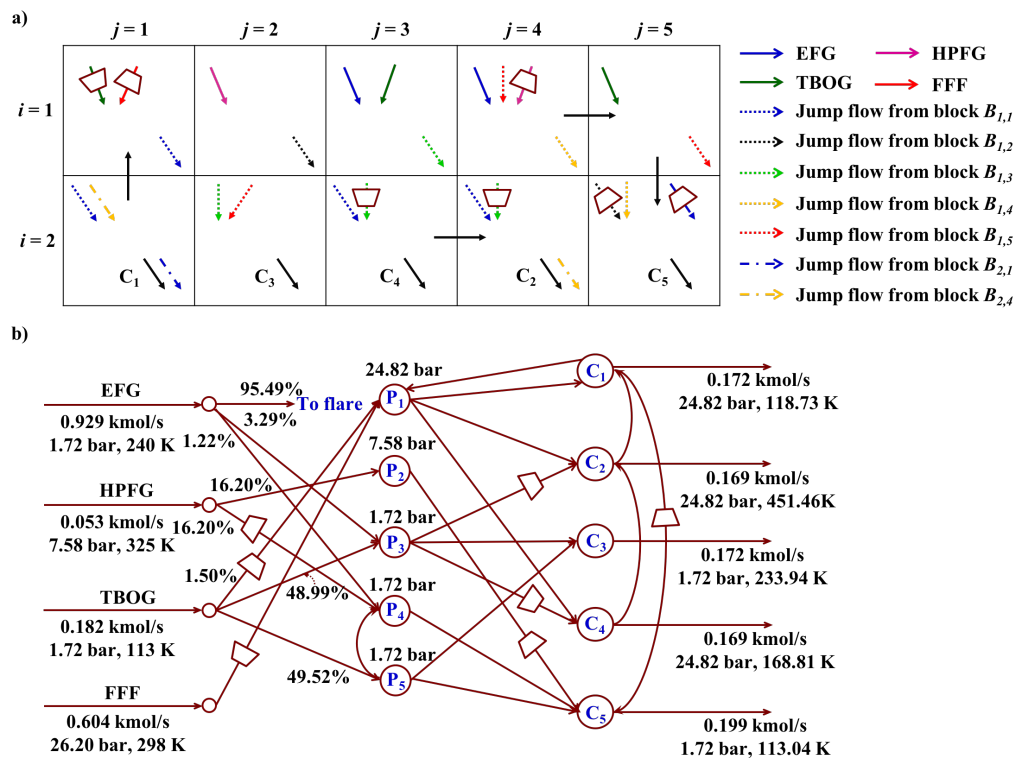 a)
j = 1
j = 2
j = 3
j = 4
j = 5
i = 1
i = 2
C1
C3
C4
C2
C5
EFG
HPFG
TBOG
FFF
Jump flow from block B1,1
Jump flow from block B1,2
Jump flow from block B1,3
Jump flow from block B1,4
Jump flow from block B1,5
Jump flow from block B2,1
Jump flow from block B2,4
b)
EFG
0.929 kmol/s
1.72 bar, 240 K
95.49%
To flare
3.29%
1.22%
HPFG
0.053 kmol/s
7.58 bar, 325 K
16.20%
16.20%
TBOG
0.182 kmol/s
1.72 bar, 113 K
1.50%
48.99%
49.52%
FFF
0.604 kmol/s
26.20 bar, 298 K
24.82 bar
P1
7.58 bar
P2
1.72 bar
P3
1.72 bar
P4
1.72 bar
P5
C1
C2
C3
C4
C5
0.172 kmol/s
24.82 bar, 118.73 K
0.169 kmol/s
24.82 bar, 451.46K
0.172 kmol/s
1.72 bar, 233.94 K
0.169 kmol/s
24.82 bar, 168.81 K
0.199 kmol/s
1.72 bar, 113.04 K